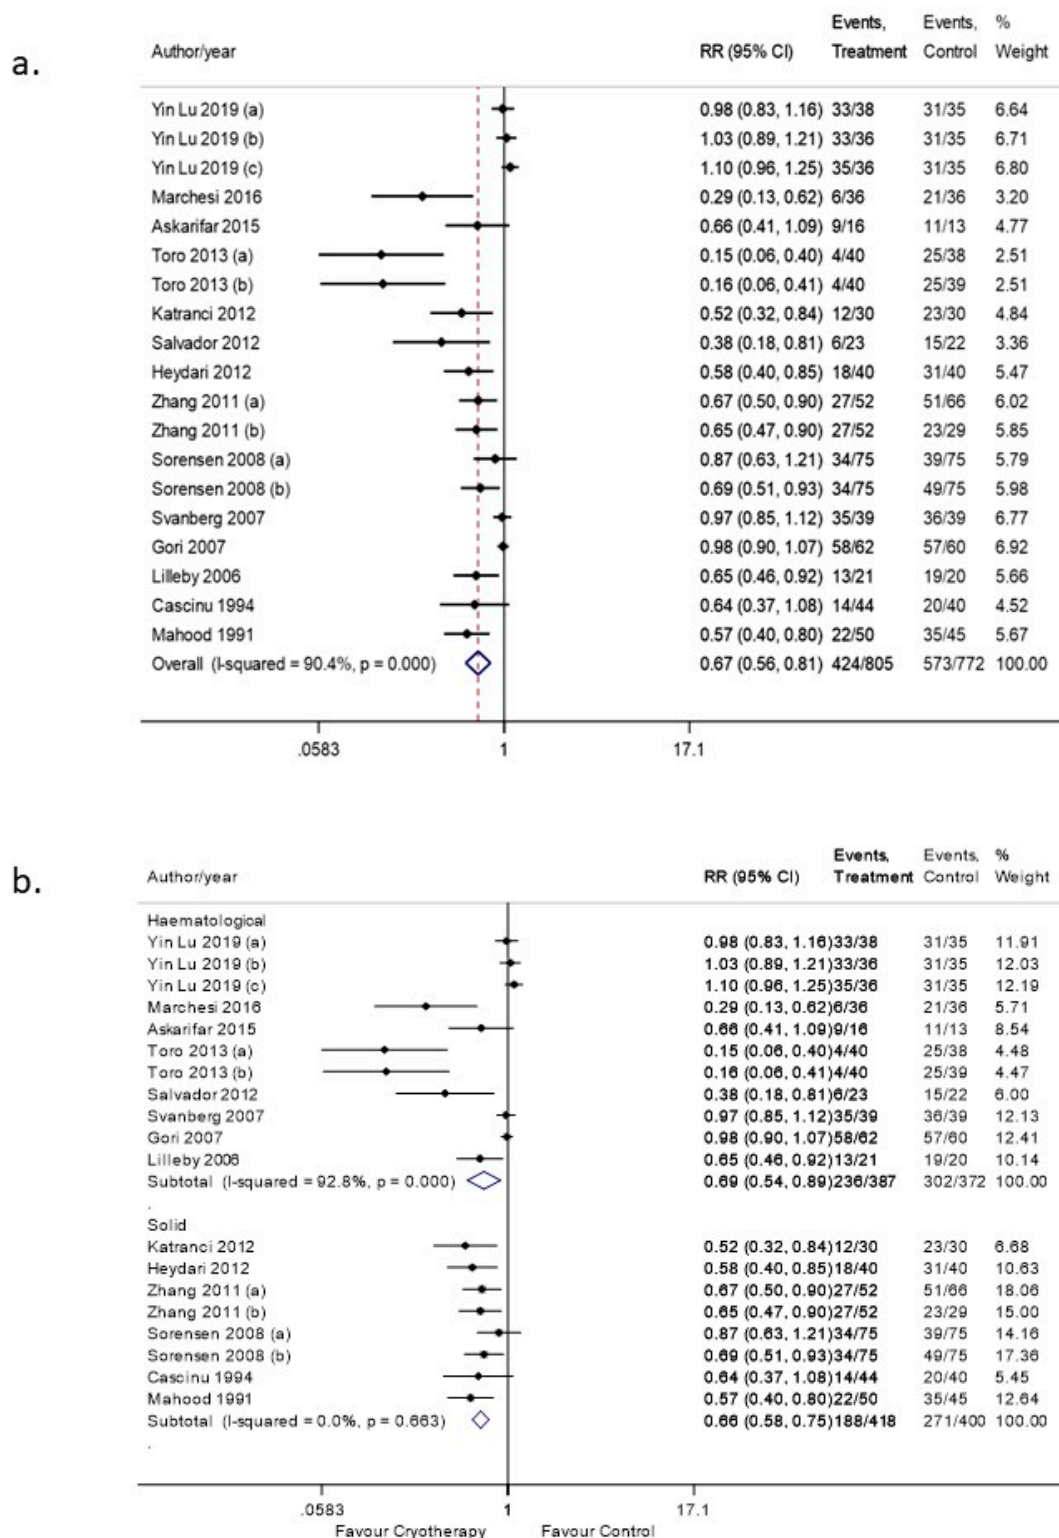 a.
Events, Events, %
Author/year RR (95% CI) Treatment Control Weight
Yin Lu 2019 (a) 0.98 (0.83, 1.16) 33/38 31/35 6.64
Yin Lu 2019 (b) 1.03 (0.89, 1.21) 33/36 31/35 6.71
Yin Lu 2019 (c) 1.10 (0.96, 1.25) 35/36 31/35 6.80
Marchesi 2016 0.29 (0.13, 0.62) 6/36 21/36 3.20
Askarifar 2015 0.66 (0.41, 1.09) 9/16 11/13 4.77
Toro 2013 (a) 0.15 (0.06, 0.40) 4/40 25/38 2.51
Toro 2013 (b) 0.16 (0.06, 0.41) 4/40 25/39 2.51
Katranci 2012 0.52 (0.32, 0.84) 12/30 23/30 4.84
Salvador 2012 0.38 (0.18, 0.81) 6/23 15/22 3.36
Heydari 2012 0.58 (0.40, 0.85) 18/40 31/40 5.47
Zhang 2011 (a) 0.67 (0.50, 0.90) 27/52 51/66 6.02
Zhang 2011 (b) 0.65 (0.47, 0.90) 27/52 23/29 5.85
Sorensen 2008 (a) 0.87 (0.63, 1.21) 34/75 39/75 5.79
Sorensen 2008 (b) 0.69 (0.51, 0.93) 34/75 49/75 5.98
Svanberg 2007 0.97 (0.85, 1.12) 35/39 36/39 6.77
Gori 2007 0.98 (0.90, 1.07) 58/62 57/60 6.92
Lilleby 2006 0.65 (0.46, 0.92) 13/21 19/20 5.66
Cascinu 1994 0.64 (0.37, 1.08) 14/44 20/40 4.52
Mahood 1991 0.57 (0.40, 0.80) 22/50 35/45 5.67
Overall (I-squared = 90.4%, p = 0.000) 0.67 (0.56, 0.81) 424/805 573/772 100.00
.0583 1 17.1
b.
Events, Events, %
Author/year RR (95% CI) Treatment Control Weight
Haematological
Yin Lu 2019 (a) 0.98 (0.83, 1.16) 33/38 31/35 11.91
Yin Lu 2019 (b) 1.03 (0.89, 1.21) 33/36 31/35 12.03
Yin Lu 2019 (c) 1.10 (0.96, 1.25) 35/36 31/35 12.19
Marchesi 2016 0.29 (0.13, 0.62) 6/36 21/36 5.71
Askarifar 2015 0.66 (0.41, 1.09) 9/16 11/13 8.54
Toro 2013 (a) 0.15 (0.06, 0.40) 4/40 25/38 4.48
Toro 2013 (b) 0.16 (0.06, 0.41) 4/40 25/39 4.47
Salvador 2012 0.38 (0.18, 0.81) 6/23 15/22 6.00
Svanberg 2007 0.97 (0.85, 1.12) 35/39 36/39 12.13
Gori 2007 0.98 (0.90, 1.07) 58/62 57/60 12.41
Lilleby 2006 0.65 (0.46, 0.92) 13/21 19/20 10.14
Subtotal (I-squared = 92.8%, p = 0.000) 0.69 (0.54, 0.89) 236/387 302/372 100.00
.
Solid
Katranci 2012 0.52 (0.32, 0.84) 12/30 23/30 6.68
Heydari 2012 0.58 (0.40, 0.85) 18/40 31/40 10.63
Zhang 2011 (a) 0.67 (0.50, 0.90) 27/52 51/66 18.06
Zhang 2011 (b) 0.65 (0.47, 0.90) 27/52 23/29 15.00
Sorensen 2008 (a) 0.87 (0.63, 1.21) 34/75 39/75 14.16
Sorensen 2008 (b) 0.69 (0.51, 0.93) 34/75 49/75 17.36
Cascinu 1994 0.64 (0.37, 1.08) 14/44 20/40 5.45
Mahood 1991 0.57 (0.40, 0.80) 22/50 35/45 12.64
Subtotal (I-squared = 0.0%, p = 0.663) 0.66 (0.58, 0.75) 188/418 271/400 100.00
.
.0583 1 17.1
Favour Cryotherapy Favour Control